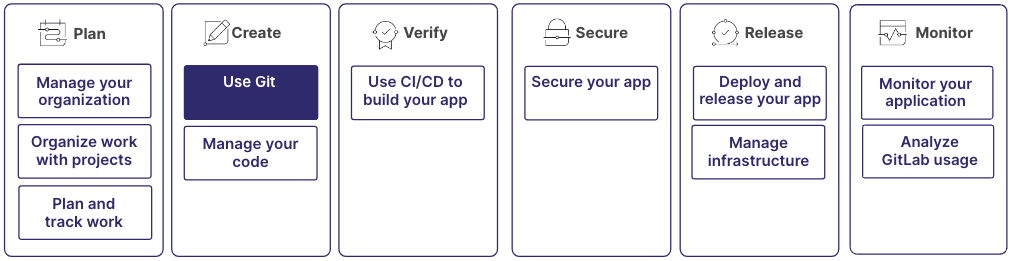 Plan
Manage your
organization
Organize work
with projects
Plan and
track work
Create
Use Git
Manage your
code
Verify
Use CI/CD to
build your app
Secure
Secure your app
Release
Deploy and
release your app
Manage
infrastructure
Monitor
Monitor your
application
Analyze
GitLab usage